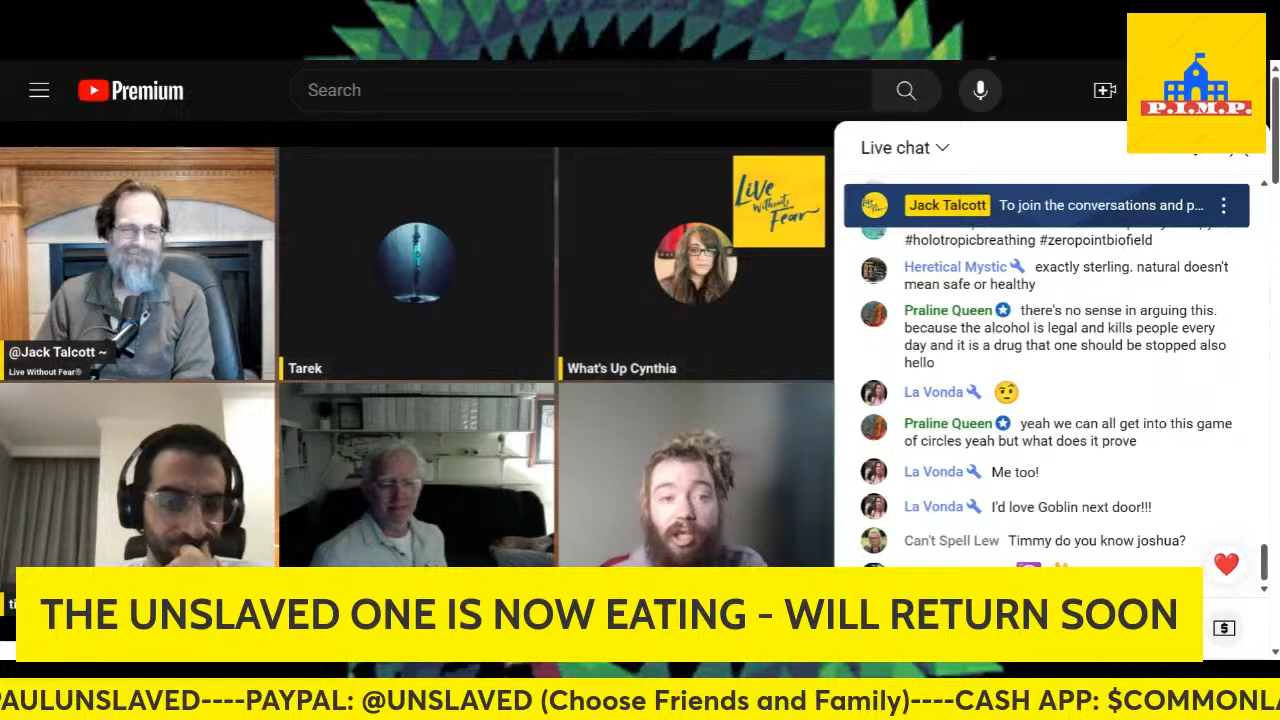 Premium
Search
P.I.M.P.
Live chat
Jack Talcott To join the conversations and p...
#holotropicbreathing #zeropointbiofield
Heretical Mystic exactly sterling. natural doesn't
mean safe or healthy
Praline Queen there's no sense in arguing this.
because the alcohol is legal and kills people every
day and it is a drug that one should be stopped also
hello
La Vonda
Praline Queen yeah we can all get into this game
of circles yeah but what does it prove
La Vonda Me too!
La Vonda I'd love Goblin next door!!!
Can't Spell Lew Timmy do you know joshua?
Live
Without
Fear
@Jack Talcott ~
Live Without Fear®
Tarek
What's Up Cynthia
THE UNSLAVED ONE IS NOW EATING - WILL RETURN SOON
PAULUNSLAVED----PAYPAL: @UNSLAVED (Choose Friends and Family)----CASH APP: $COMMONLA